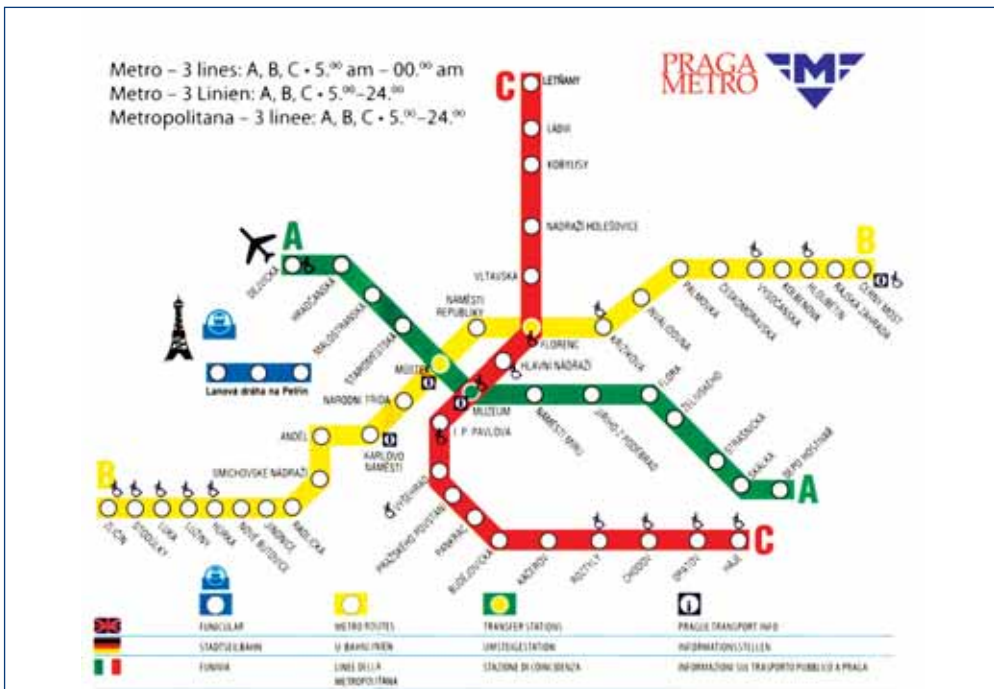 Metro – 3 lines: A, B, C • 5.⁰⁰ am – 00.⁰⁰ am
Metro – 3 Linien: A, B, C • 5.⁰⁰–24.⁰⁰
Metropolitana – 3 linee: A, B, C • 5.⁰⁰–24.⁰⁰
PRAGA
METRO
M
C
LETŇANY
LÁDVÍ
KOBYLISY
NÁDRAŽÍ HOLEŠOVICE
VLTAVSKÁ
A
DEJVICKÁ
HRADČANSKÁ
MALOSTRANSKÁ
STAROMĚSTSKÁ
MŮSTEK
NÁMĚSTÍ
REPUBLIKY
B
PALMOVKA
ČESKOMORAVSKÁ
VYSOČANSKÁ
KOLBENOVA
HLOUBĚTÍN
RAJSKÁ ZAHRADA
ČERNÝ MOST
INVALIDOVNA
KŘIŽÍKOVA
FLORENC
HLAVNÍ NÁDRAŽÍ
Lanová dráha na Petřín
NÁRODNÍ TŘÍDA
MUZEUM
I. P. PAVLOVA
NÁMĚSTÍ MÍRU
JIŘÍHO Z PODĚBRAD
FLORA
ŽELIVSKÉHO
STRAŠNICKÁ
SKALKA
DEPO HOSTIVAŘ
A
ANDĚL
KARLOVO
NÁMĚSTÍ
SMÍCHOVSKÉ NÁDRAŽÍ
B
ZLIČÍN
STODŮLKY
LUKA
LUŽINY
HŮRKA
NOVÉ BUTOVICE
JINONICE
RADLICKÁ
VYŠEHRAD
PRAŽSKÉHO POVSTÁNÍ
PANKRÁC
BUDĚJOVICKÁ
KAČEROV
ROZTYLY
CHODOV
OPATOV
HÁJE
C
FUNICULAR
METRO ROUTES
TRANSFER STATIONS
PRAGUE TRANSPORT INFO
STADTSEILBAHN
U BAHNLINIEN
UMSTEIGESTATION
INFORMATIONSSTELLEN
FUNIVIA
LINEE DELLA
METROPOLITANA
STAZIONE DI COINCIDENZA
INFORMAZIONI SUL TRASPORTO PUBBLICO A PRAGA